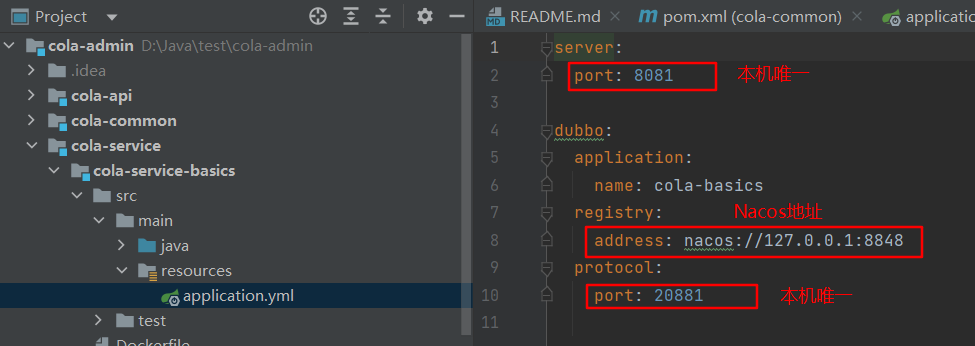 Project
cola-admin D:\Java\test\cola-admin
.idea
cola-api
cola-common
cola-service
cola-service-basics
src
main
java
resources
application.yml
test
Dockerfile
README.md
pom.xml (cola-common)
application
1 server:
2 port: 8081 本机唯一
3
4 dubbo:
5 application:
6 name: cola-basics
7 registry: Nacos地址
8 address: nacos://127.0.0.1:8848
9 protocol:
10 port: 20881 本机唯一
11